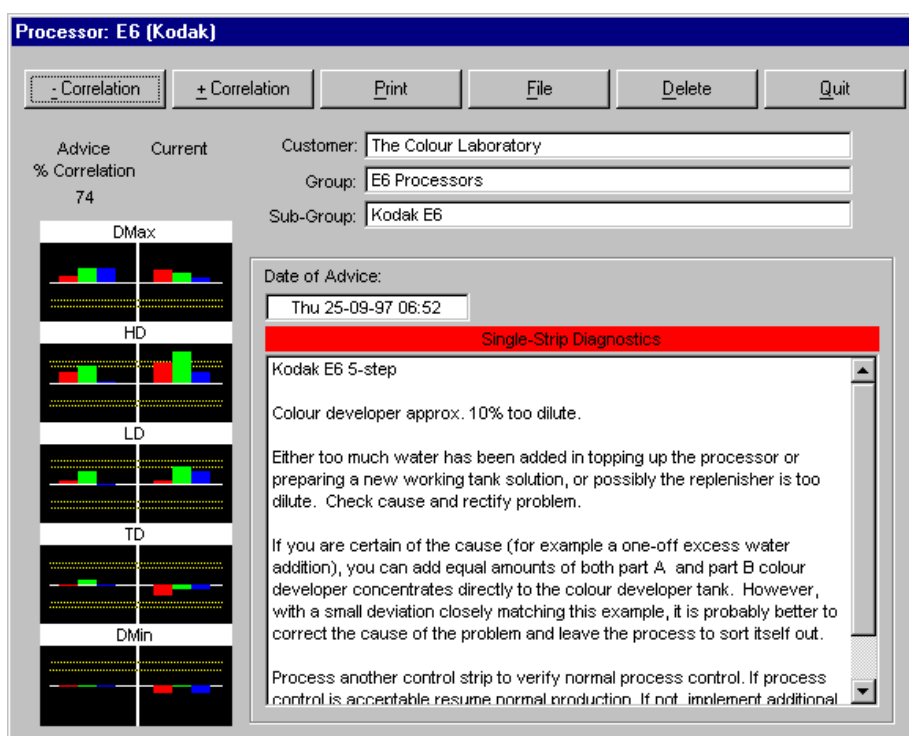 Processor: E6 (Kodak)
- Correlation
+ Correlation
Print
File
Delete
Quit
Advice
Current
% Correlation
74
Customer:
The Colour Laboratory
Group:
E6 Processors
Sub-Group:
Kodak E6
DMax
HD
LD
TD
DMin
Date of Advice:
Thu 25-09-97 06:52
Single-Strip Diagnostics
Kodak E6 5-step
Colour developer approx. 10% too dilute.
Either too much water has been added in topping up the processor or
preparing a new working tank solution, or possibly the replenisher is too
dilute. Check cause and rectify problem.
If you are certain of the cause (for example a one-off excess water
addition), you can add equal amounts of both part A and part B colour
developer concentrates directly to the colour developer tank. However,
with a small deviation closely matching this example, it is probably better to
correct the cause of the problem and leave the process to sort itself out.
Process another control strip to verify normal process control. If process
control is acceptable resume normal production. If not, implement additional